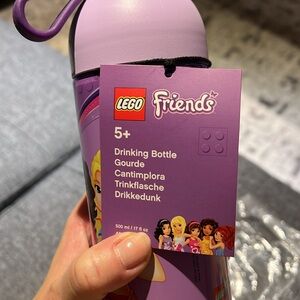 LEGO Friends
5+
Drinking Bottle
Gourde
Cantimplora
Trinkflasche
Drikkedunk
500 ml / 17 fl oz